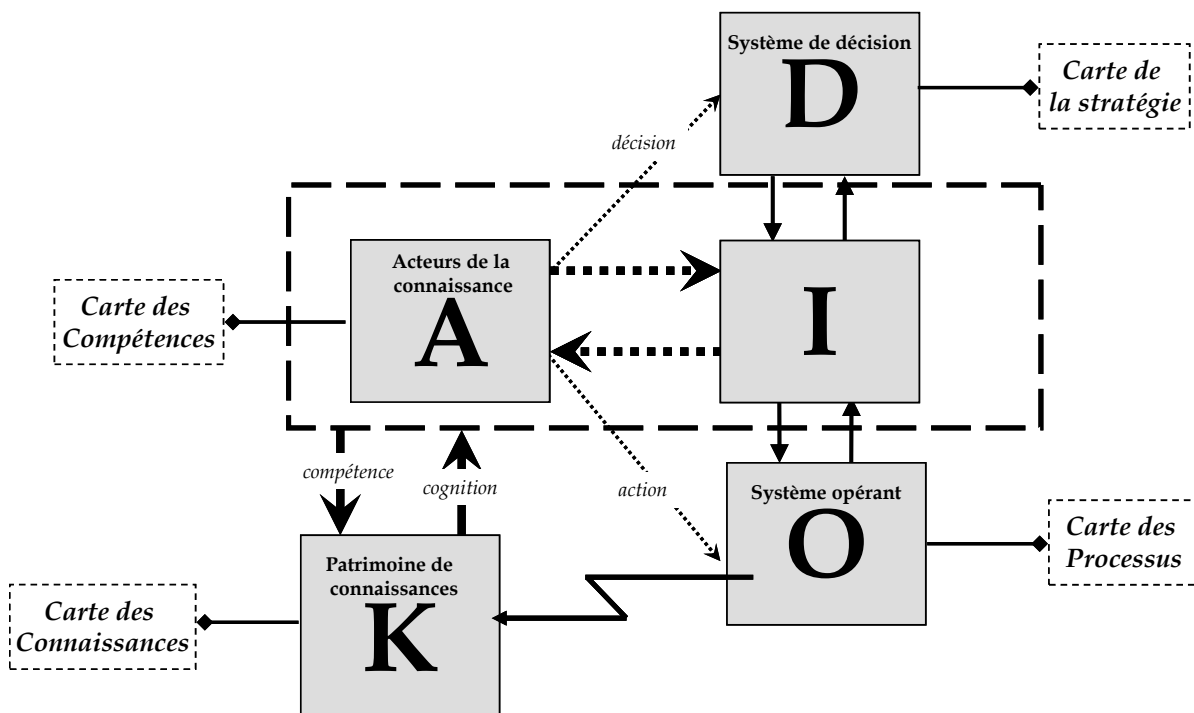 Système de décision
D
Carte de
la stratégie
décision
Acteurs de la
connaissance
A
I
Carte des
Compétences
compétence
cognition
action
Système opérant
O
Carte des
Processus
Patrimoine de
connaissances
K
Carte des
Connaissances